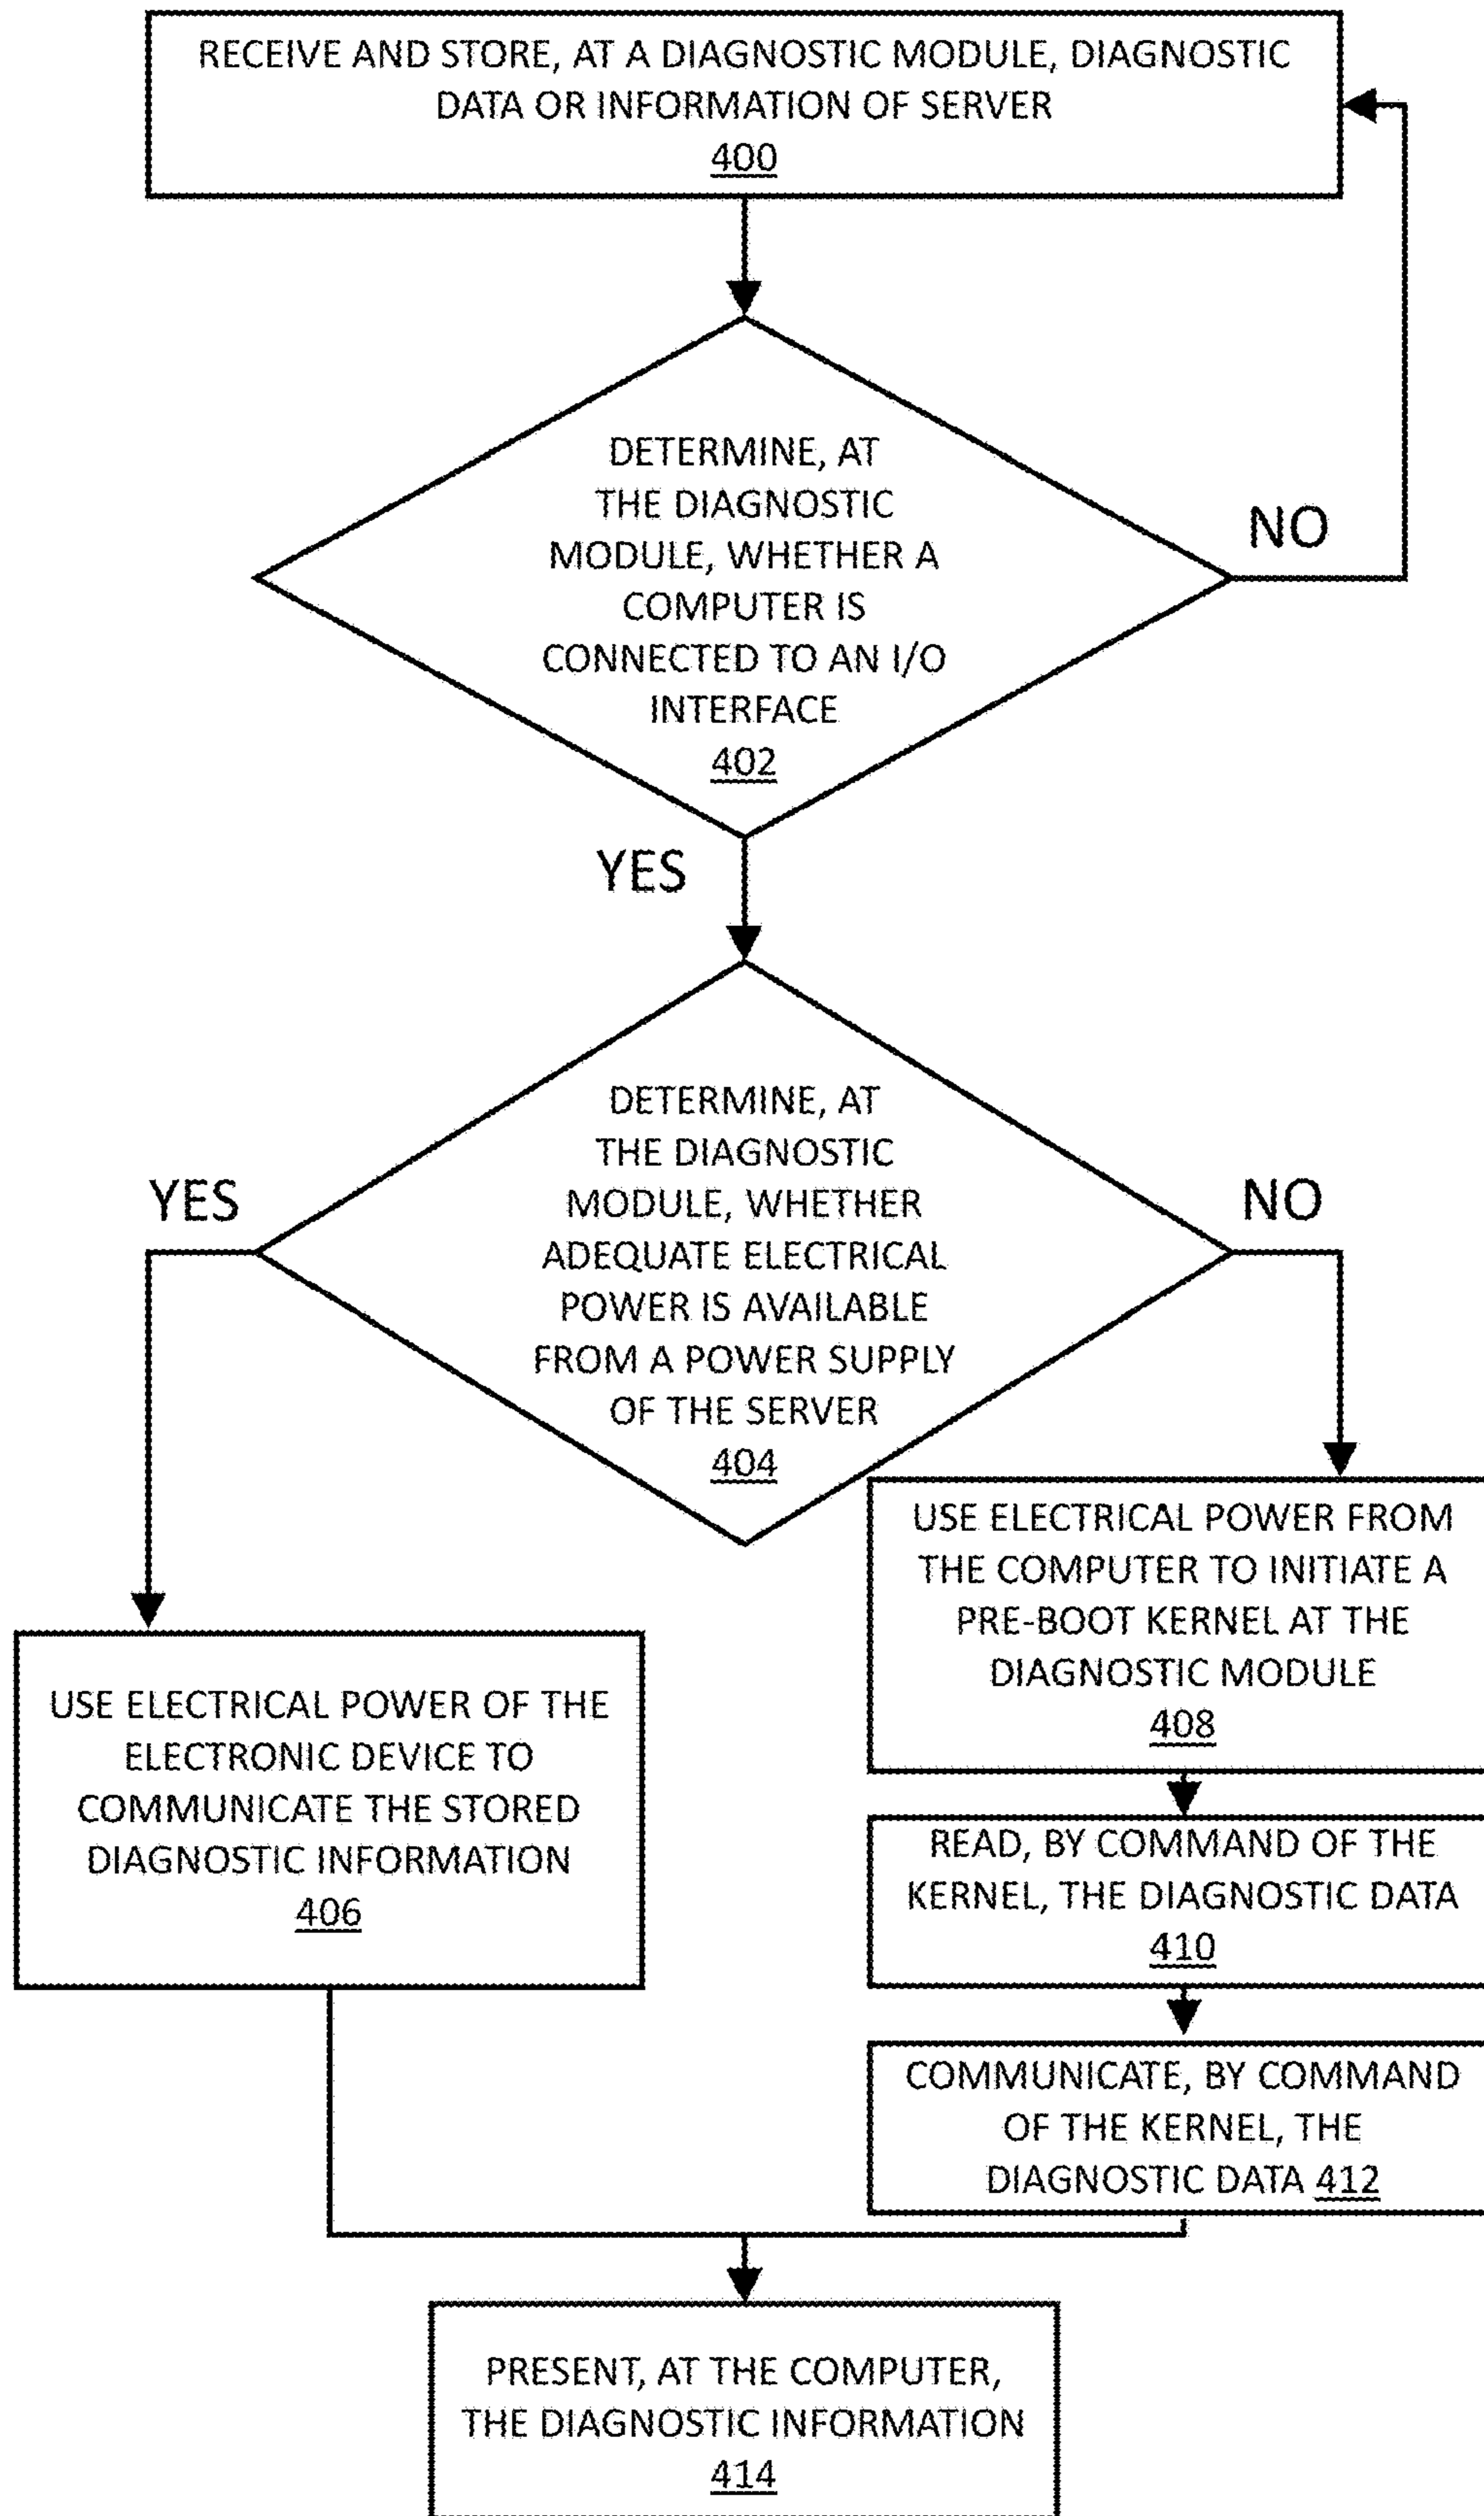 RECEIVE AND STORE, AT A DIAGNOSTIC MODULE, DIAGNOSTIC
DATA OR INFORMATION OF SERVER
400
DETERMINE, AT
THE DIAGNOSTIC
MODULE, WHETHER A
COMPUTER IS
CONNECTED TO AN I/O
INTERFACE
402
NO
YES
DETERMINE, AT
THE DIAGNOSTIC
MODULE, WHETHER
ADEQUATE ELECTRICAL
POWER IS AVAILABLE
FROM A POWER SUPPLY
OF THE SERVER
404
YES
NO
USE ELECTRICAL POWER OF THE
ELECTRONIC DEVICE TO
COMMUNICATE THE STORED
DIAGNOSTIC INFORMATION
406
USE ELECTRICAL POWER FROM
THE COMPUTER TO INITIATE A
PRE-BOOT KERNEL AT THE
DIAGNOSTIC MODULE
408
READ, BY COMMAND OF THE
KERNEL, THE DIAGNOSTIC DATA
410
COMMUNICATE, BY COMMAND
OF THE KERNEL, THE
DIAGNOSTIC DATA 412
PRESENT, AT THE COMPUTER,
THE DIAGNOSTIC INFORMATION
414